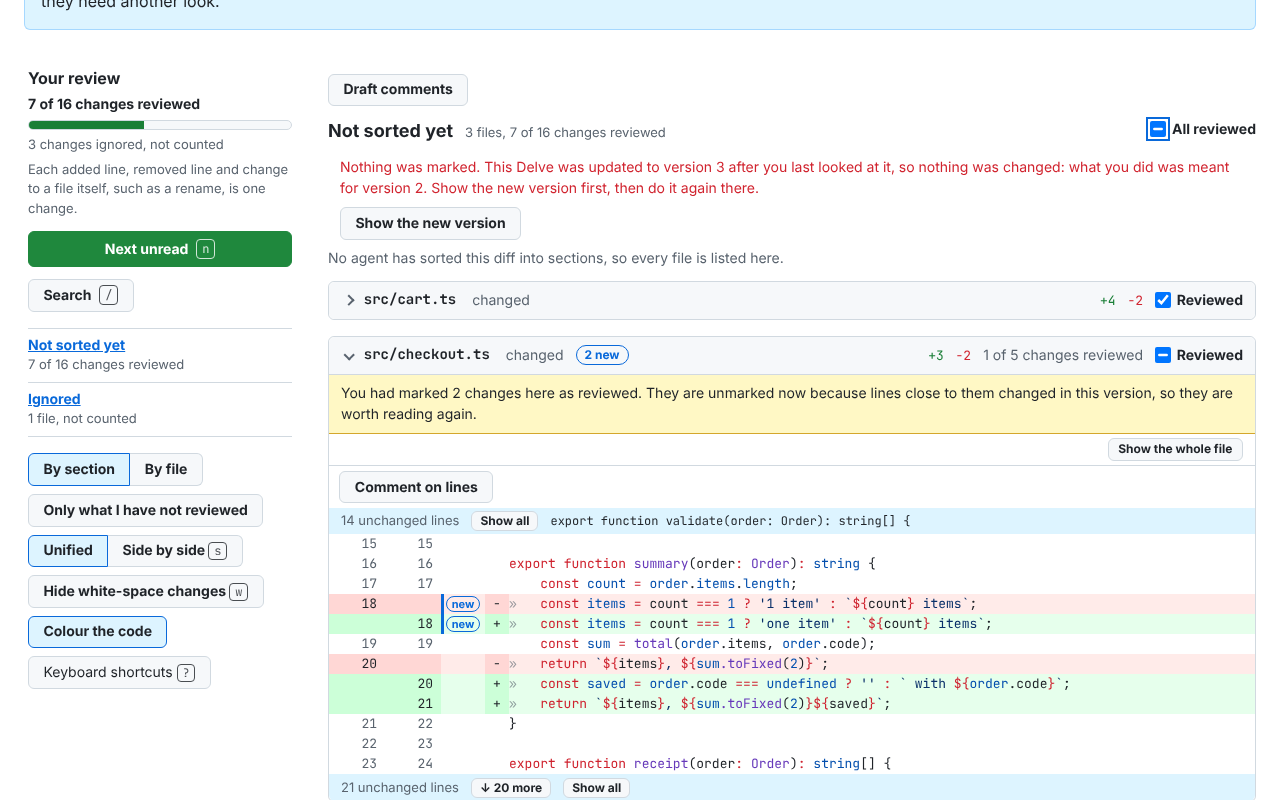 they need another look.
Your review
7 of 16 changes reviewed
3 changes ignored, not counted
Each added line, removed line and change
to a file itself, such as a rename, is one
change.
Next unread n
Search /
Not sorted yet
7 of 16 changes reviewed
Ignored
1 file, not counted
By section By file
Only what I have not reviewed
Unified Side by side s
Hide white-space changes w
Colour the code
Keyboard shortcuts ?
Draft comments
Not sorted yet 3 files, 7 of 16 changes reviewed All reviewed
Nothing was marked. This Delve was updated to version 3 after you last looked at it, so nothing was changed: what you did was meant
for version 2. Show the new version first, then do it again there.
Show the new version
No agent has sorted this diff into sections, so every file is listed here.
src/cart.ts changed +4 -2 Reviewed
src/checkout.ts changed 2 new +3 -2 1 of 5 changes reviewed Reviewed
You had marked 2 changes here as reviewed. They are unmarked now because lines close to them changed in this version, so they are
worth reading again.
Show the whole file
Comment on lines
14 unchanged lines Show all export function validate(order: Order): string[] {
15 15
16 16 export function summary(order: Order): string {
17 17 const count = order.items.length;
18 new - » const items = count === 1 ? '1 item' : `${count} items`;
18 new + » const items = count === 1 ? 'one item' : `${count} items`;
19 19 const sum = total(order.items, order.code);
20 - » return `${items}, ${sum.toFixed(2)}`;
20 + » const saved = order.code === undefined ? '' : ` with ${order.code}`;
21 + » return `${items}, ${sum.toFixed(2)}${saved}`;
21 22 }
22 23
23 24 export function receipt(order: Order): string[] {
21 unchanged lines ↓ 20 more Show all